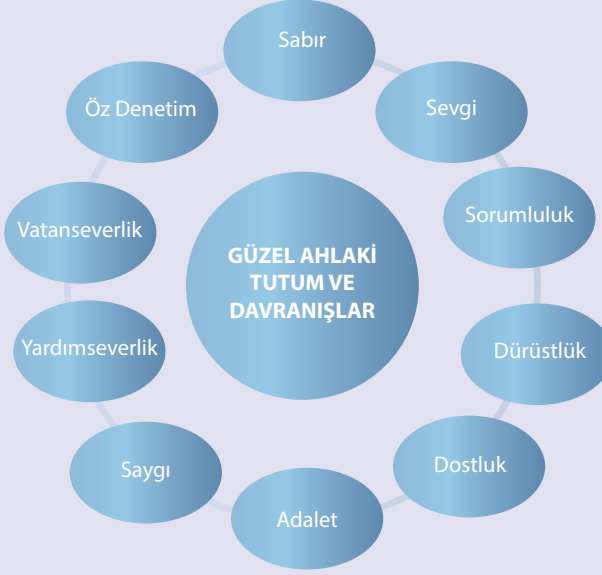 Sabır
Sevgi
Sorumluluk
Dürüstlük
Dostluk
Adalet
Saygı
Yardımseverlik
Vatanseverlik
Öz Denetim
GÜZEL AHLAKİ
TUTUM VE
DAVRANIŞLAR